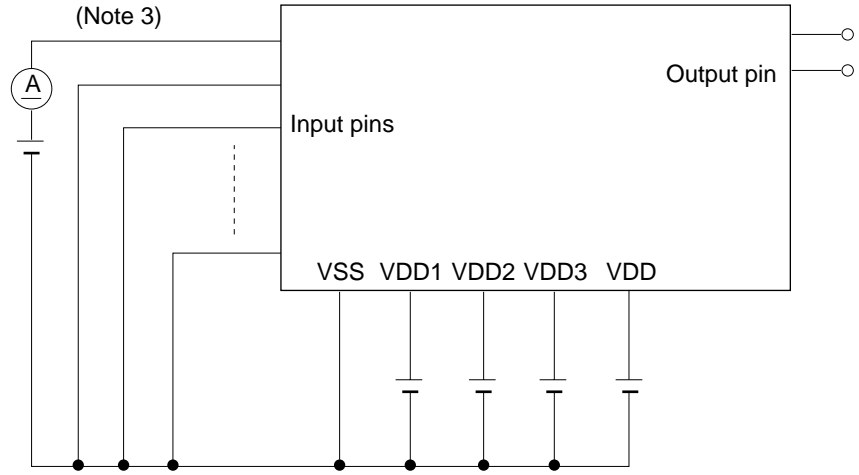 (Note 3)
A
Output pin
Input pins
VSS VDD1 VDD2 VDD3 VDD